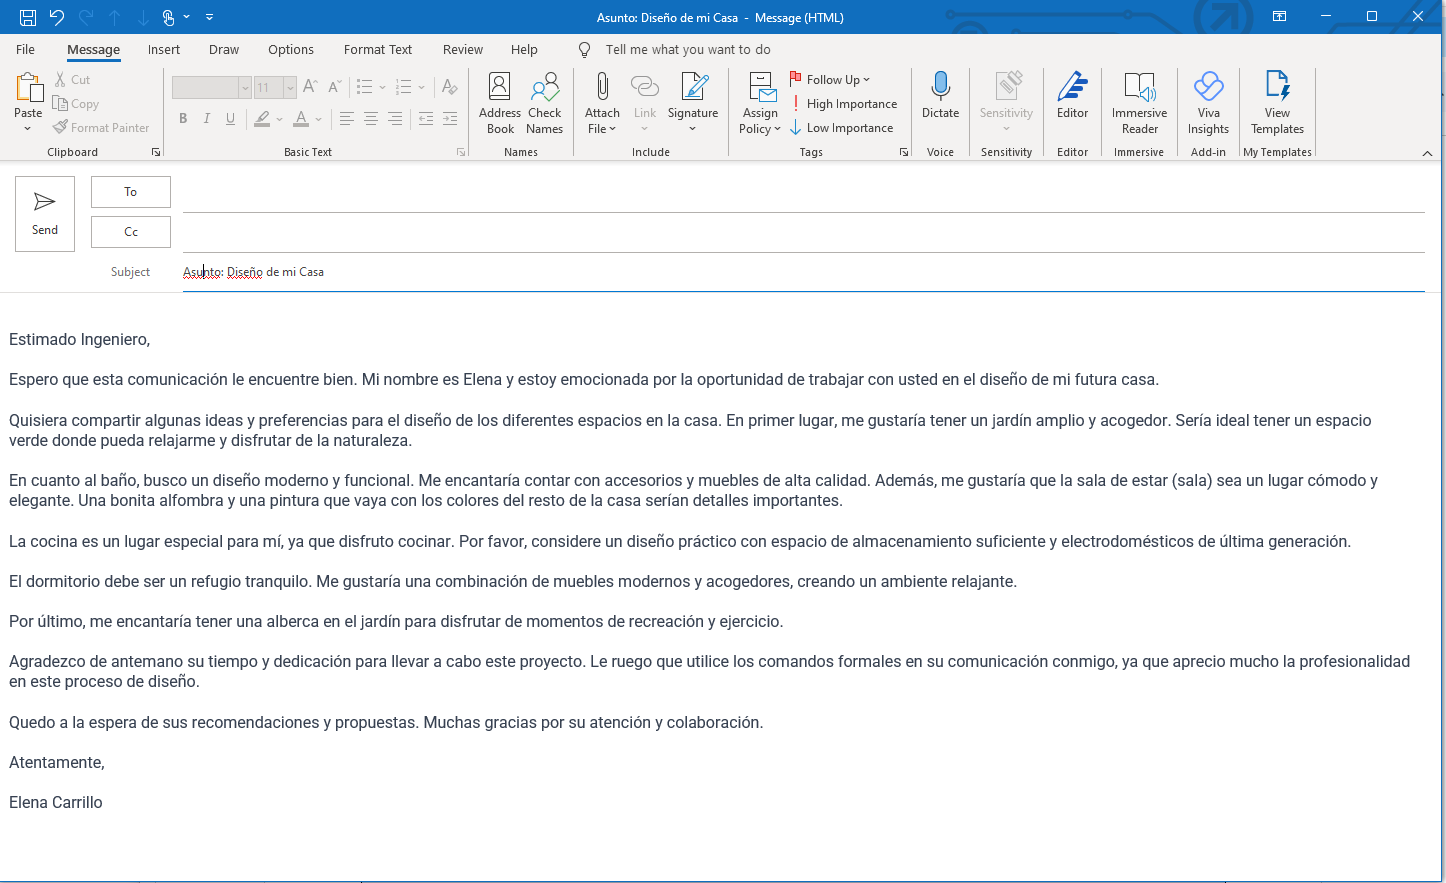 Asunto: Diseño de mi Casa - Message (HTML)
File Message Insert Draw Options Format Text Review Help Tell me what you want to do
Paste
Cut
Copy
Format Painter
Clipboard
11
B I U A
Basic Text
Address Book
Check Names
Names
Attach File
Link
Signature
Include
Assign Policy
Follow Up
High Importance
Low Importance
Tags
Dictate
Voice
Sensitivity
Sensitivity
Editor
Editor
Immersive Reader
Immersive
Viva Insights
Add-in
View Templates
My Templates
Send
To
Cc
Subject Asunto: Diseño de mi Casa
Estimado Ingeniero,
Espero que esta comunicación le encuentre bien. Mi nombre es Elena y estoy emocionada por la oportunidad de trabajar con usted en el diseño de mi futura casa.
Quisiera compartir algunas ideas y preferencias para el diseño de los diferentes espacios en la casa. En primer lugar, me gustaría tener un jardín amplio y acogedor. Sería ideal tener un espacio
verde donde pueda relajarme y disfrutar de la naturaleza.
En cuanto al baño, busco un diseño moderno y funcional. Me encantaría contar con accesorios y muebles de alta calidad. Además, me gustaría que la sala de estar (sala) sea un lugar cómodo y
elegante. Una bonita alfombra y una pintura que vaya con los colores del resto de la casa serían detalles importantes.
La cocina es un lugar especial para mí, ya que disfruto cocinar. Por favor, considere un diseño práctico con espacio de almacenamiento suficiente y electrodomésticos de última generación.
El dormitorio debe ser un refugio tranquilo. Me gustaría una combinación de muebles modernos y acogedores, creando un ambiente relajante.
Por último, me encantaría tener una alberca en el jardín para disfrutar de momentos de recreación y ejercicio.
Agradezco de antemano su tiempo y dedicación para llevar a cabo este proyecto. Le ruego que utilice los comandos formales en su comunicación conmigo, ya que aprecio mucho la profesionalidad
en este proceso de diseño.
Quedo a la espera de sus recomendaciones y propuestas. Muchas gracias por su atención y colaboración.
Atentamente,
Elena Carrillo